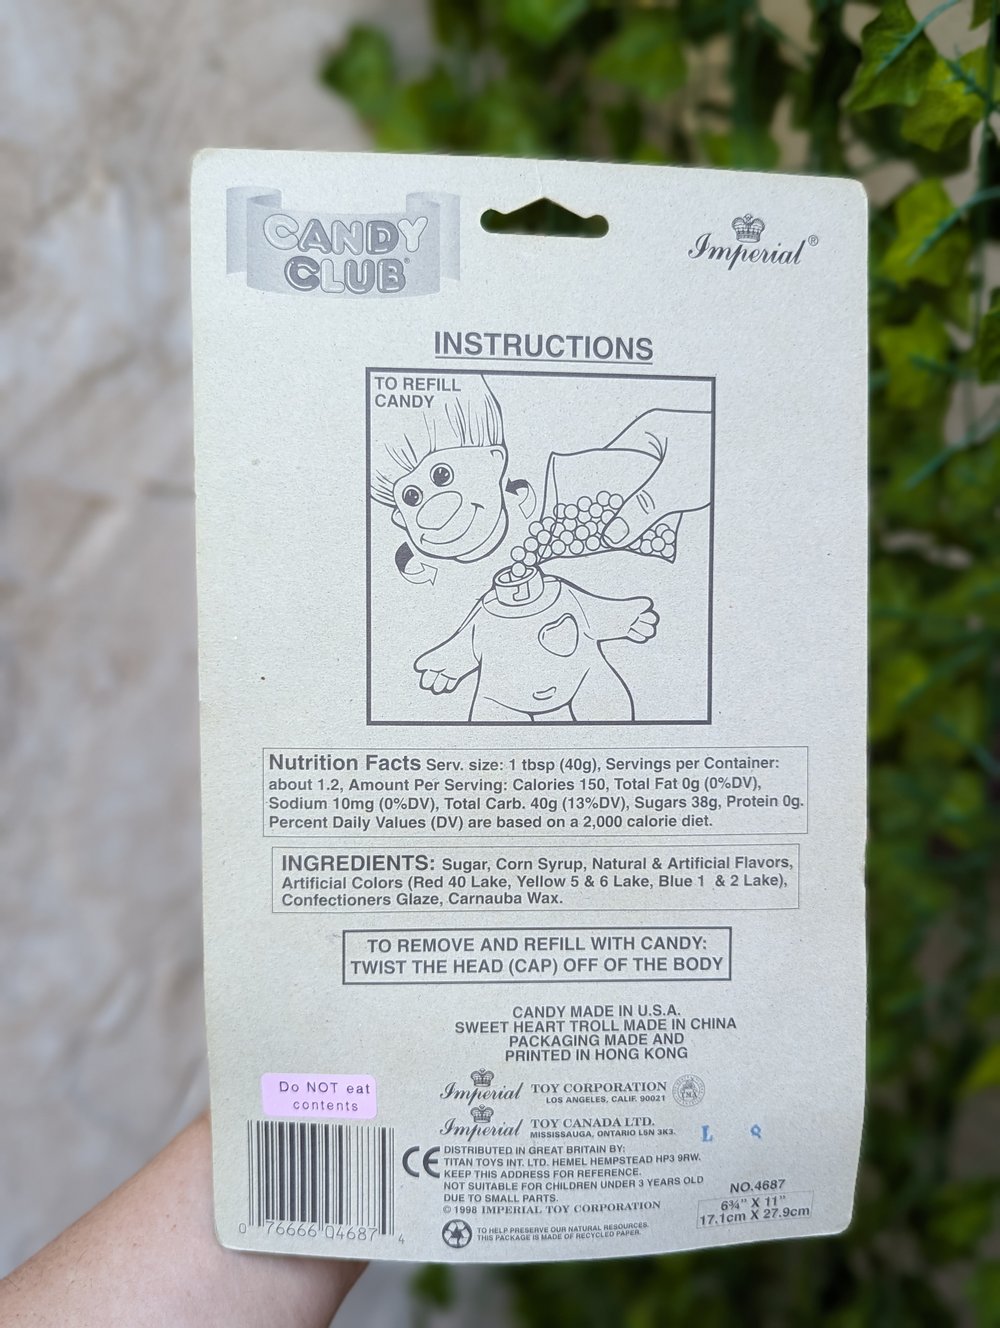 CANDY
CLUB®
Imperial®
INSTRUCTIONS
TO REFILL
CANDY
Nutrition Facts Serv. size: 1 tbsp (40g), Servings per Container:
about 1.2, Amount Per Serving: Calories 150, Total Fat 0g (0%DV),
Sodium 10mg (0%DV), Total Carb. 40g (13%DV), Sugars 38g, Protein 0g.
Percent Daily Values (DV) are based on a 2,000 calorie diet.
INGREDIENTS: Sugar, Corn Syrup, Natural & Artificial Flavors,
Artificial Colors (Red 40 Lake, Yellow 5 & 6 Lake, Blue 1 & 2 Lake),
Confectioners Glaze, Carnauba Wax.
TO REMOVE AND REFILL WITH CANDY:
TWIST THE HEAD (CAP) OFF OF THE BODY
CANDY MADE IN U.S.A.
SWEET HEART TROLL MADE IN CHINA
PACKAGING MADE AND
PRINTED IN HONG KONG
Do NOT eat
contents
Imperial TOY CORPORATION
LOS ANGELES, CALIF. 90021
TMA
Imperial TOY CANADA LTD.
MISSISSAUGA, ONTARIO L5N 3K3.
L Q
CE
DISTRIBUTED IN GREAT BRITAIN BY:
TITAN TOYS INT. LTD. HEMEL HEMPSTEAD HP3 9RW.
KEEP THIS ADDRESS FOR REFERENCE.
NOT SUITABLE FOR CHILDREN UNDER 3 YEARS OLD
DUE TO SMALL PARTS.
© 1998 IMPERIAL TOY CORPORATION
NO.4687
6¾" X 11"
17.1cm X 27.9cm
TO HELP PRESERVE OUR NATURAL RESOURCES.
THIS PACKAGE IS MADE OF RECYCLED PAPER.
0 76666 04687 4